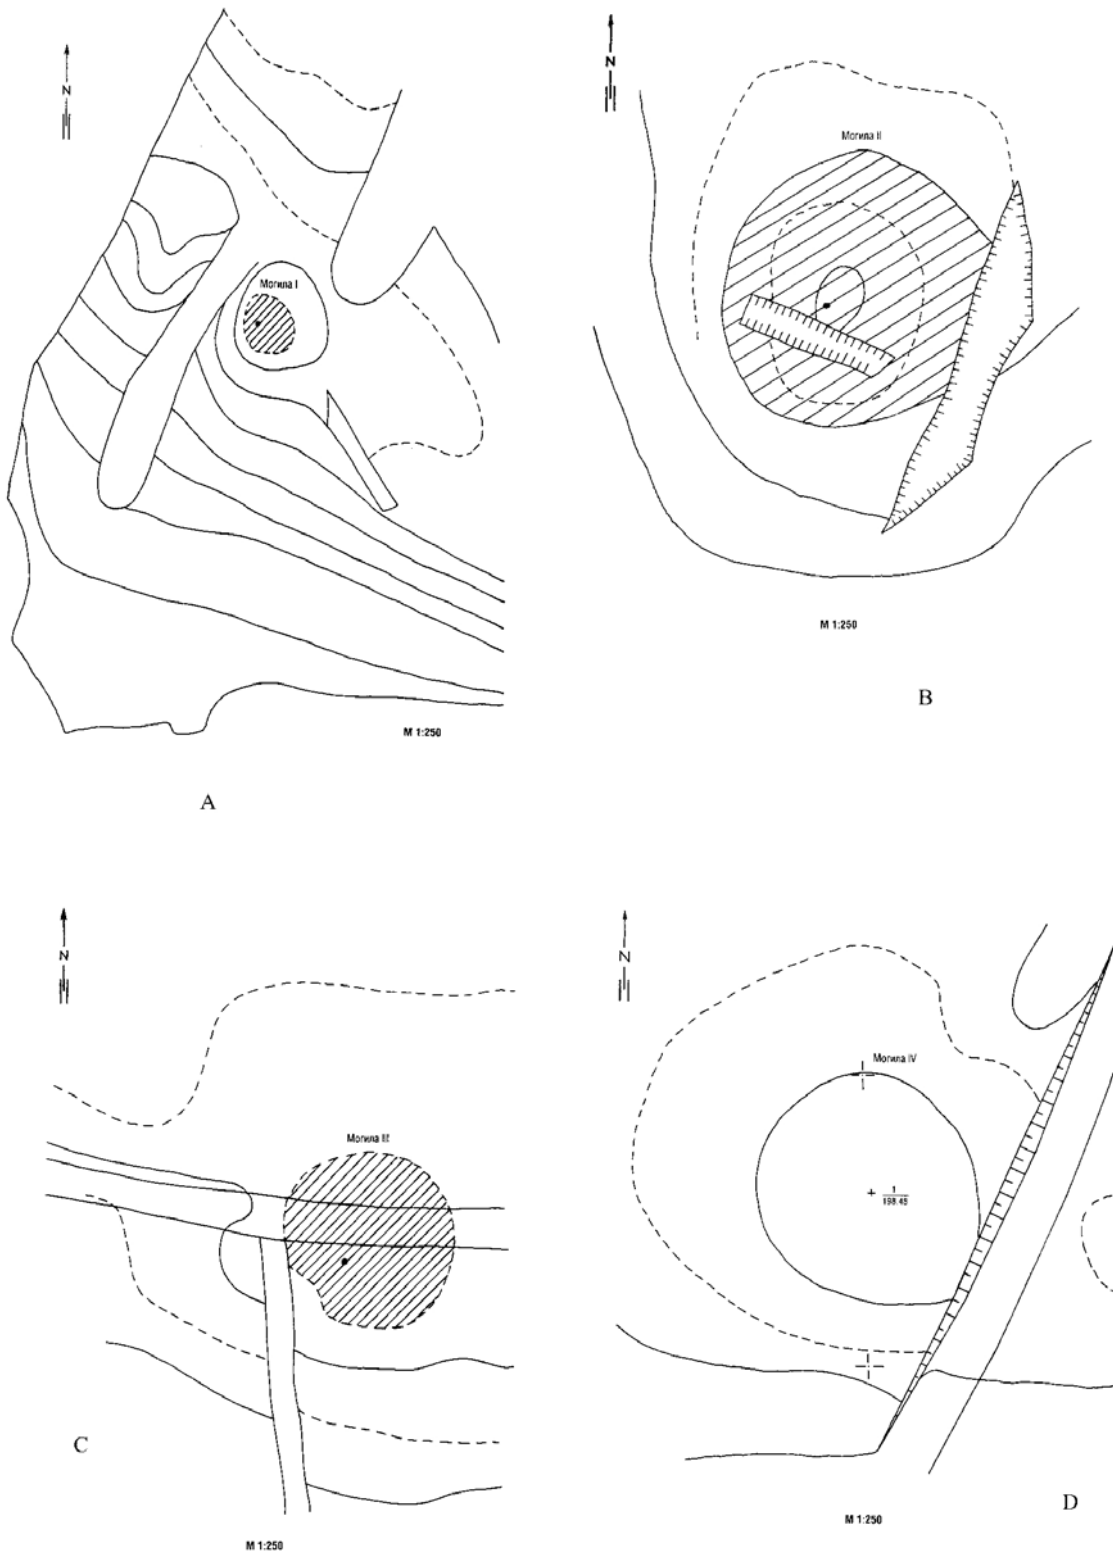 N
Могила I
М 1:250
A
N
Могила II
М 1:250
B
N
Могила III
М 1:250
C
N
Могила IV
1
198.45
М 1:250
D